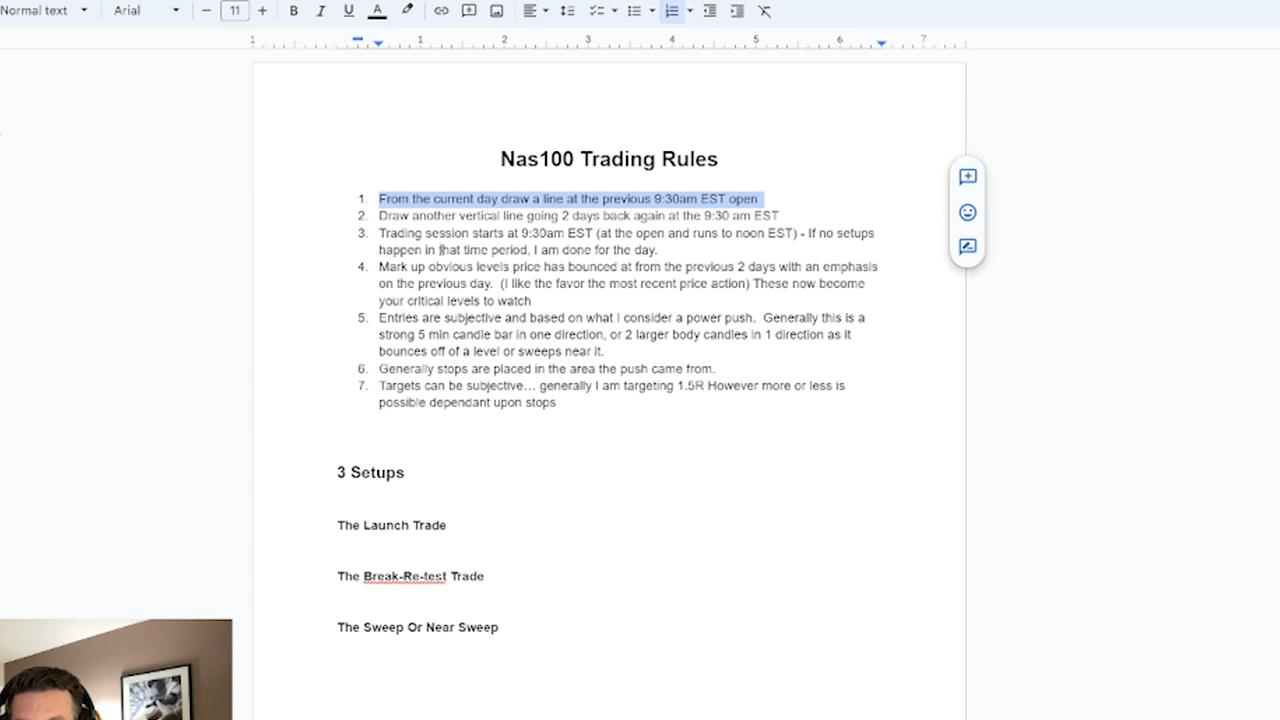 Normal text Arial − 11 + B I U A
1 1 2 3 4 5 6 7
Nas100 Trading Rules
1. From the current day draw a line at the previous 9:30am EST open
2. Draw another vertical line going 2 days back again at the 9:30 am EST
3. Trading session starts at 9:30am EST (at the open and runs to noon EST) - If no setups
happen in that time period, I am done for the day.
4. Mark up obvious levels price has bounced at from the previous 2 days with an emphasis
on the previous day. (I like the favor the most recent price action) These now become
your critical levels to watch
5. Entries are subjective and based on what I consider a power push. Generally this is a
strong 5 min candle bar in one direction, or 2 larger body candles in 1 direction as it
bounces off of a level or sweeps near it.
6. Generally stops are placed in the area the push came from.
7. Targets can be subjective... generally I am targeting 1.5R However more or less is
possible dependant upon stops
3 Setups
The Launch Trade
The Break-Re-test Trade
The Sweep Or Near Sweep